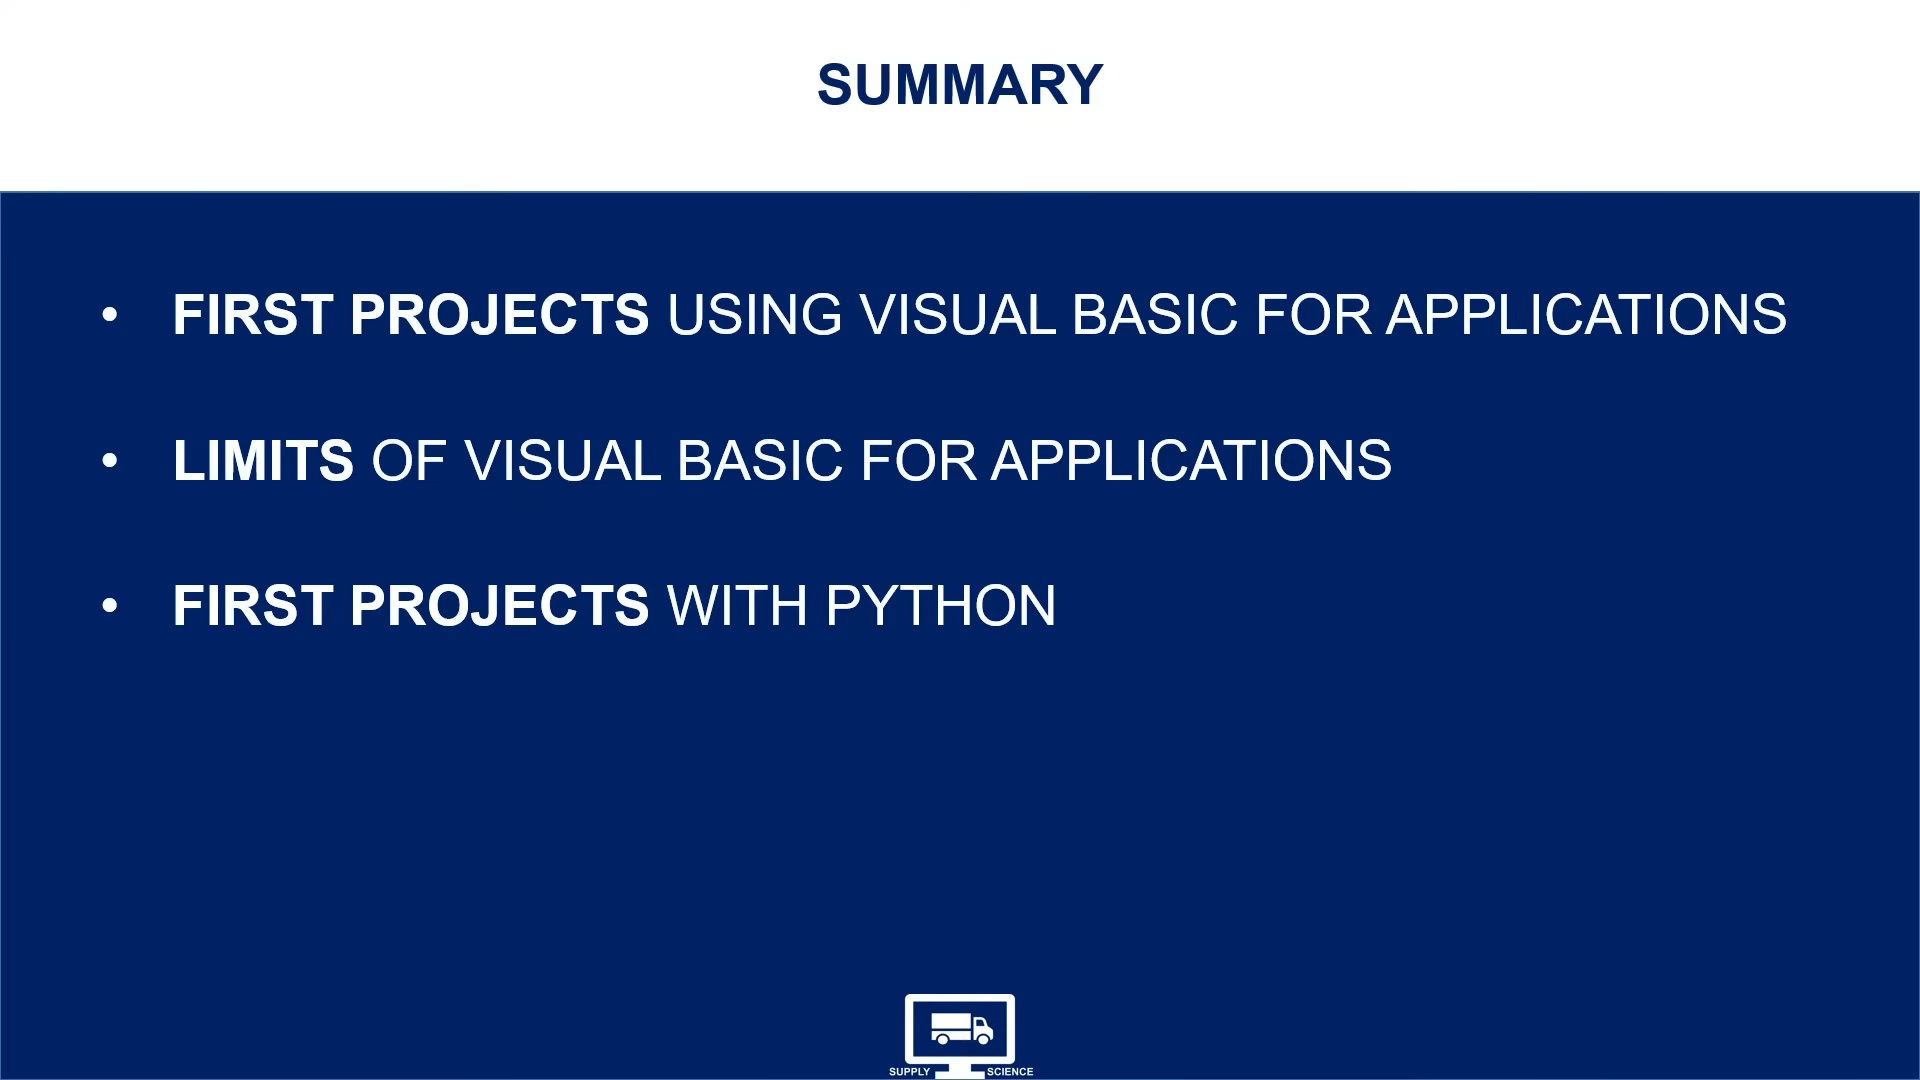 SUMMARY
• FIRST PROJECTS USING VISUAL BASIC FOR APPLICATIONS
• LIMITS OF VISUAL BASIC FOR APPLICATIONS
• FIRST PROJECTS WITH PYTHON
SUPPLY SCIENCE